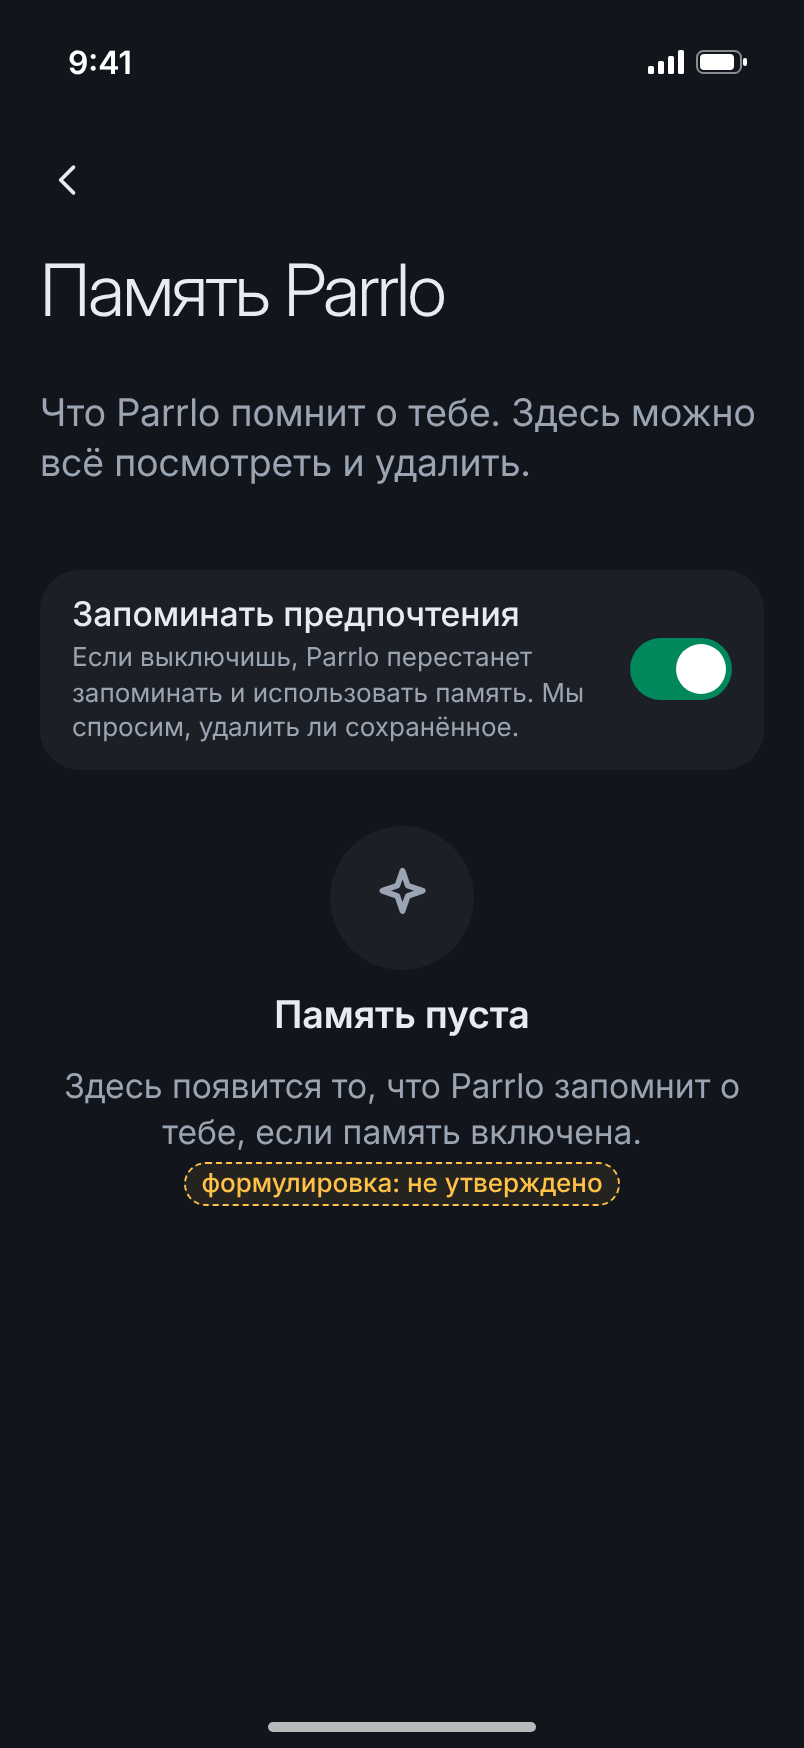 9:41
Память Parrlo
Что Parrlo помнит о тебе. Здесь можно
всё посмотреть и удалить.
Запоминать предпочтения
Если выключишь, Parrlo перестанет
запоминать и использовать память. Мы
спросим, удалить ли сохранённое.
Память пуста
Здесь появится то, что Parrlo запомнит о
тебе, если память включена.
формулировка: не утверждено